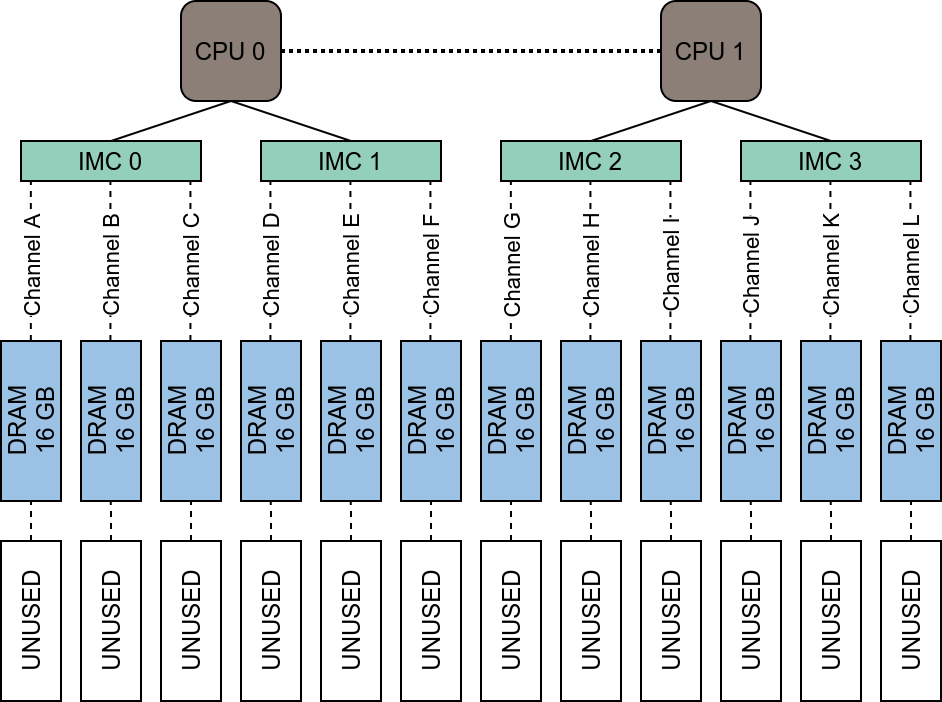 CPU 0
CPU 1
IMC 0
IMC 1
IMC 2
IMC 3
Channel A
Channel B
Channel C
Channel D
Channel E
Channel F
Channel G
Channel H
Channel I
Channel J
Channel K
Channel L
DRAM
16 GB
DRAM
16 GB
DRAM
16 GB
DRAM
16 GB
DRAM
16 GB
DRAM
16 GB
DRAM
16 GB
DRAM
16 GB
DRAM
16 GB
DRAM
16 GB
DRAM
16 GB
DRAM
16 GB
UNUSED
UNUSED
UNUSED
UNUSED
UNUSED
UNUSED
UNUSED
UNUSED
UNUSED
UNUSED
UNUSED
UNUSED